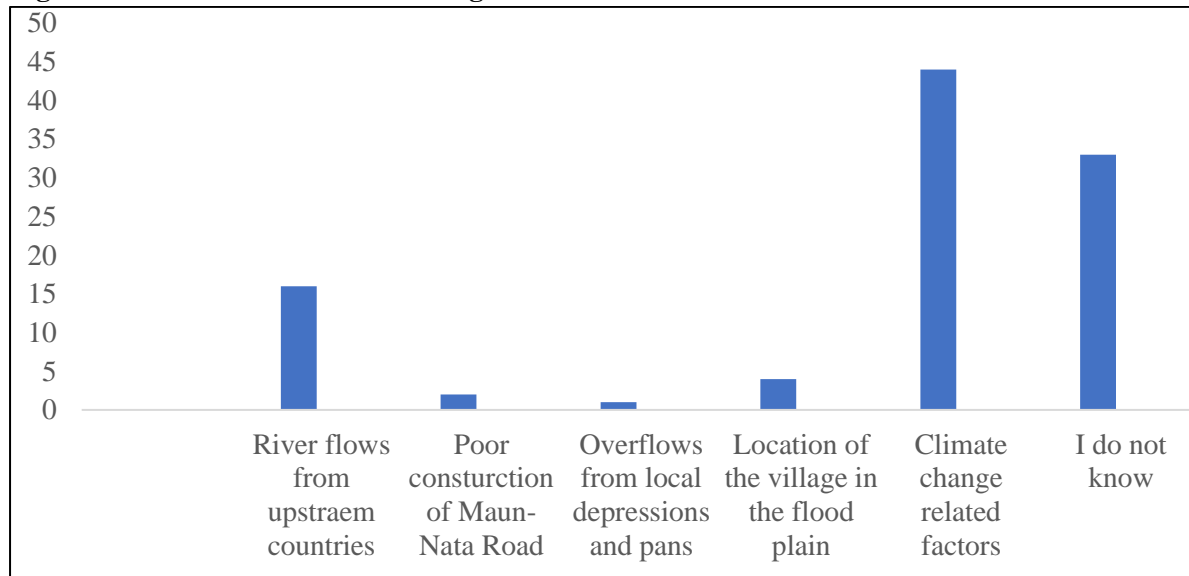 50
45
40
35
30
25
20
15
10
5
0
River flows
from
upstraem
countries
Poor
consturction
of Maun-
Nata Road
Overflows
from local
depressions
and pans
Location of
the village in
the flood
plain
Climate
change
related
factors
I do not
know